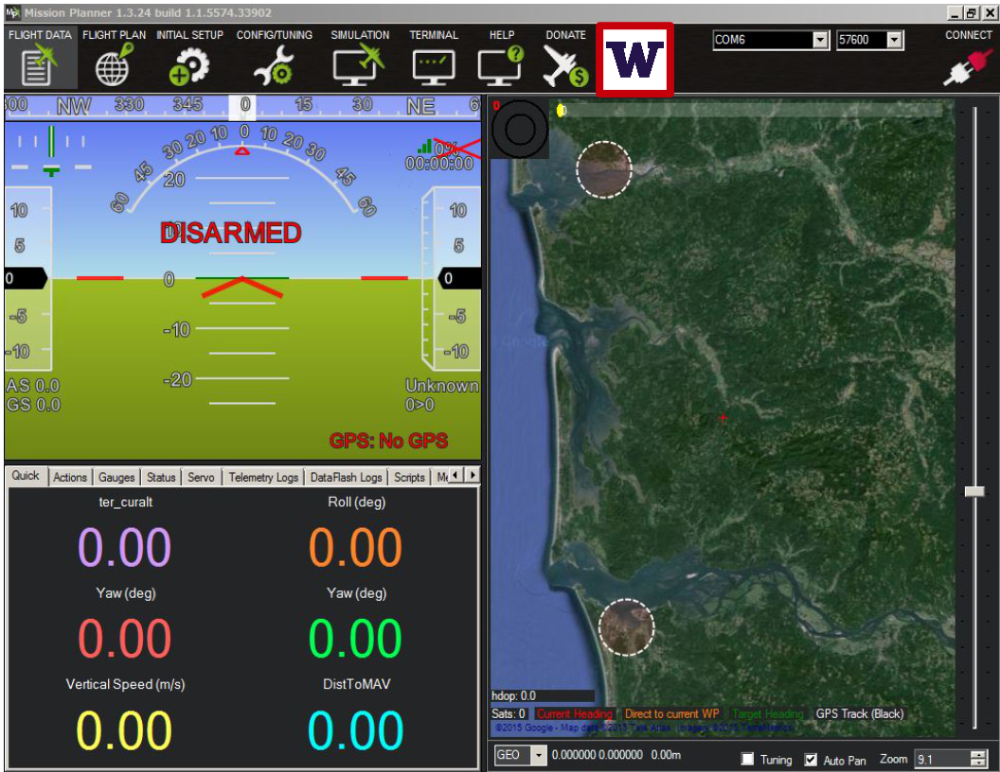 Mission Planner 1.3.24 build 1.1.5574.33902
FLIGHT DATA FLIGHT PLAN INITIAL SETUP CONFIG/TUNING SIMULATION TERMINAL HELP DONATE
W
COM6 57600 CONNECT
NW 330 345 0 15 30 NE 6
60 45 30 20 10 0 10 20 30 45 60
0%
00:00:00
20
10 10 10
DISARMED
5 5
0 0 0
-5 -5
-10 -10 -10
AS 0.0 -20 Unknown
GS 0.0 0>0
GPS: No GPS
Quick Actions Gauges Status Servo Telemetry Logs DataFlash Logs Scripts
ter_curalt Roll (deg)
0.00 0.00
Yaw (deg) Yaw (deg)
0.00 0.00
Vertical Speed (m/s) DistToMAV
0.00 0.00
0
0
hdop: 0.0
Sats: 0 Current Heading Direct to current WP Target Heading GPS Track (Black)
©2015 Google - Map data ©2015 Tele Atlas, Imagery ©2015 TerraMetrics
GEO 0.000000 0.000000 0.00m Tuning Auto Pan Zoom 9.1